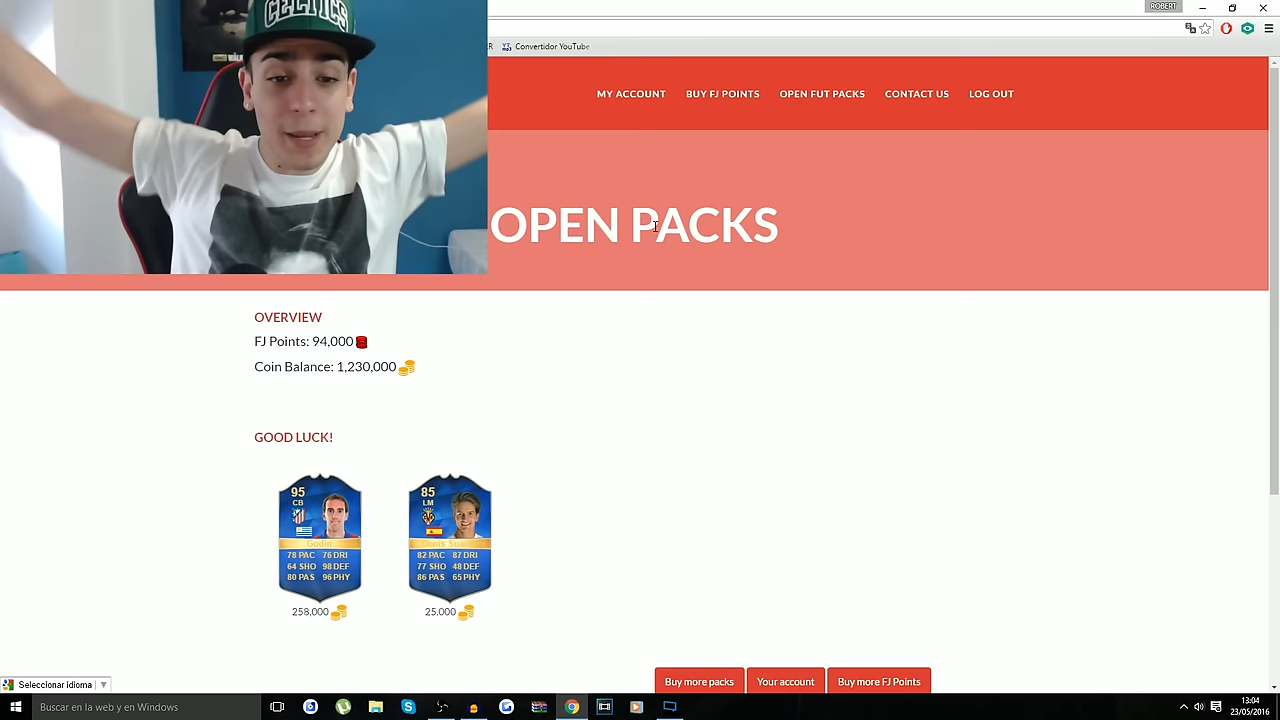 ROBERT
CELTICS
R Convertidor YouTube
MY ACCOUNT BUY FJ POINTS OPEN FUT PACKS CONTACT US LOG OUT
OPEN PACKS
OVERVIEW
FJ Points: 94,000
Coin Balance: 1,230,000
GOOD LUCK!
95
CB
Godín
78 PAC 76 DRI
64 SHO 98 DEF
80 PAS 96 PHY
258,000
85
LM
82 PAC 87 DRI
77 SHO 48 DEF
86 PAS 65 PHY
25,000
Buy more packs Your account Buy more FJ Points
Seleccionar idioma
Buscar en la web y en Windows
13:04
23/05/2016